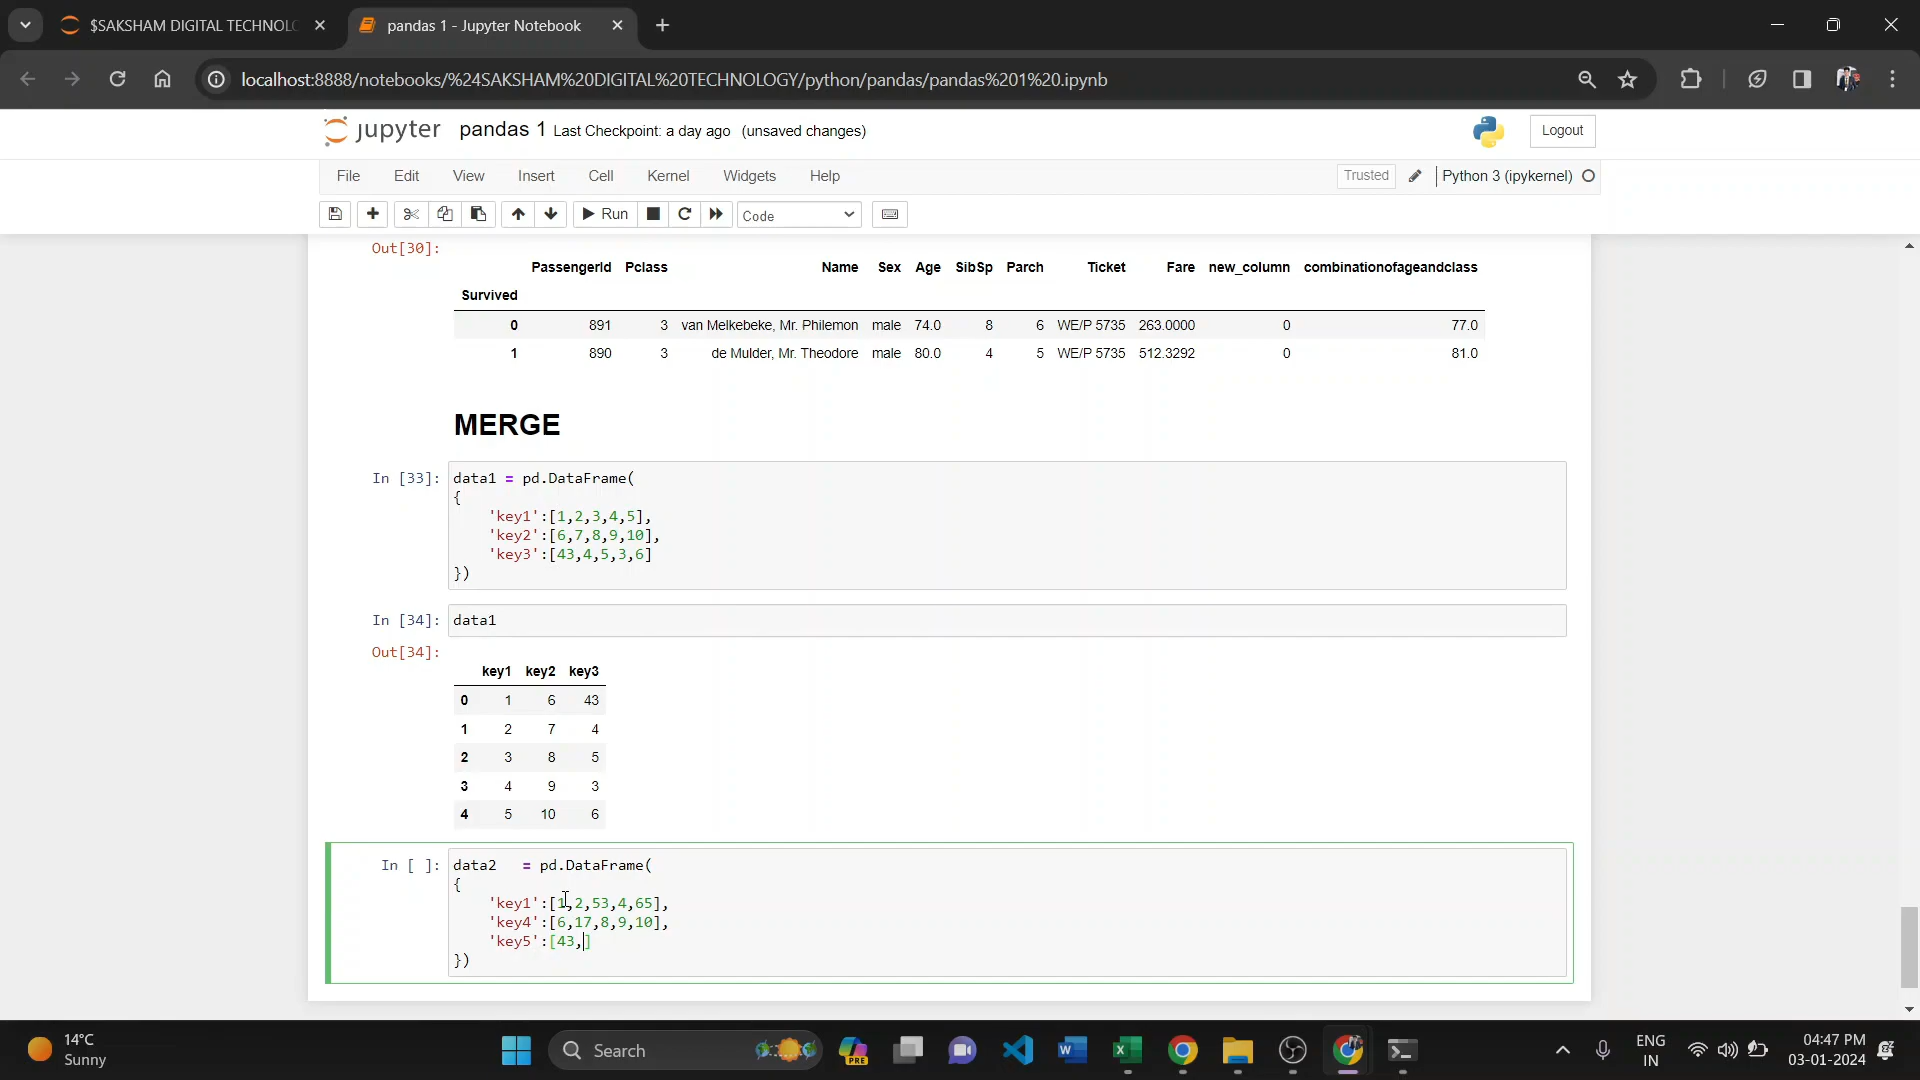 $SAKSHAM DIGITAL TECHNOLO
pandas 1 - Jupyter Notebook
localhost:8888/notebooks/%24SAKSHAM%20DIGITAL%20TECHNOLOGY/python/pandas/pandas%201%20.ipynb
jupyter pandas 1 Last Checkpoint: a day ago (unsaved changes)
Logout
File Edit View Insert Cell Kernel Widgets Help
Trusted
Python 3 (ipykernel)
Run
Code
Out[30]:
PassengerId Pclass Name Sex Age SibSp Parch Ticket Fare new_column combinationofageandclass
Survived
0 891 3 van Melkebeke, Mr. Philemon male 74.0 8 6 WE/P 5735 263.0000 0 77.0
1 890 3 de Mulder, Mr. Theodore male 80.0 4 5 WE/P 5735 512.3292 0 81.0
MERGE
In [33]: data1 = pd.DataFrame(
{
'key1':[1,2,3,4,5],
'key2':[6,7,8,9,10],
'key3':[43,4,5,3,6]
})
In [34]: data1
Out[34]:
key1 key2 key3
0 1 6 43
1 2 7 4
2 3 8 5
3 4 9 3
4 5 10 6
In [ ]: data2   = pd.DataFrame(
{
'key1':[1,2,53,4,65],
'key4':[6,17,8,9,10],
'key5':[43,]
})
14°C
Sunny
Search
PRE
ENG
IN
04:47 PM
03-01-2024